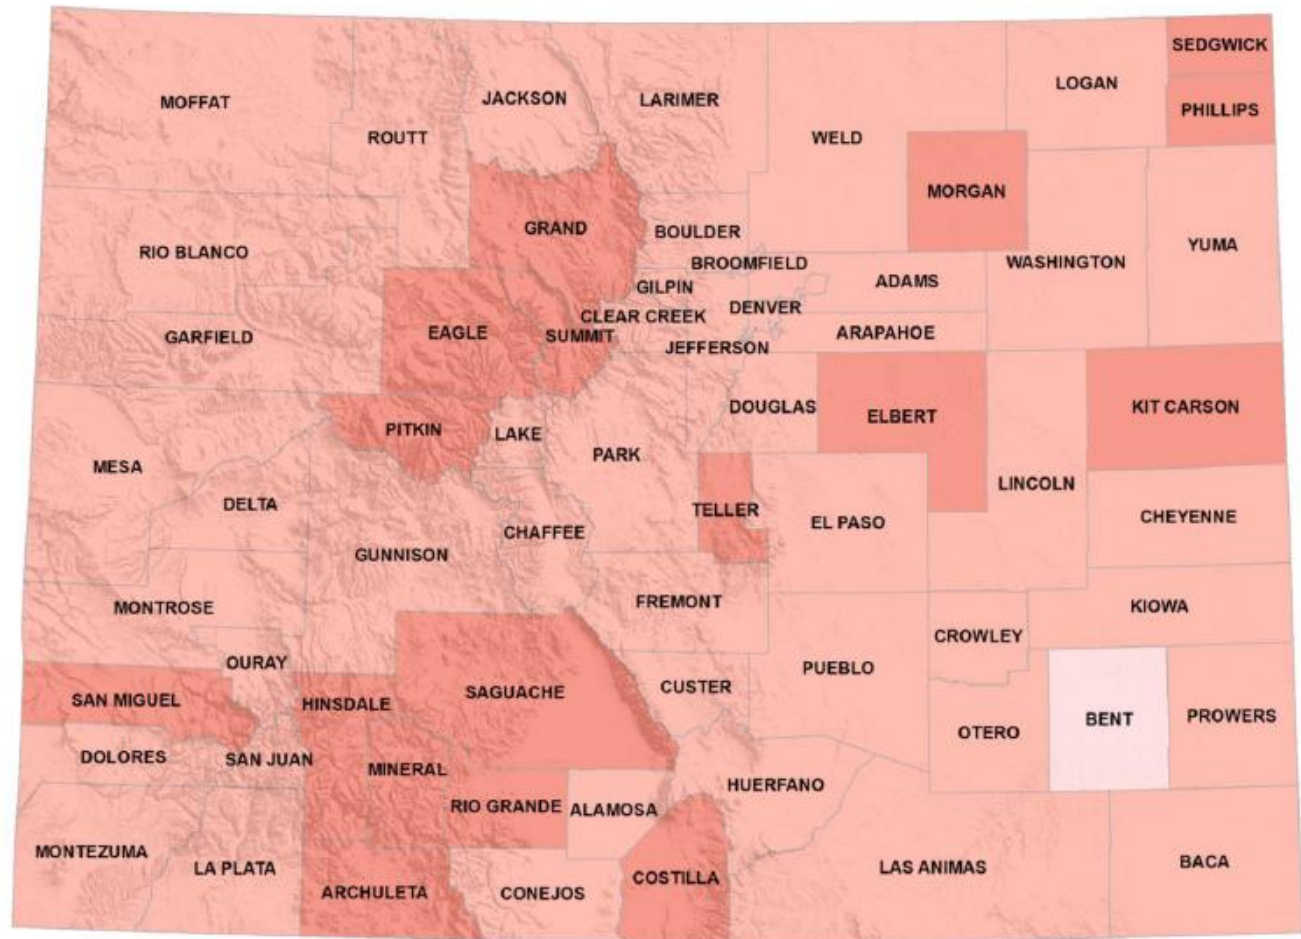 SEDGWICK
LOGAN
PHILLIPS
MOFFAT
JACKSON
LARIMER
ROUTT
WELD
MORGAN
GRAND
BOULDER
YUMA
RIO BLANCO
BROOMFIELD
WASHINGTON
GILPIN
ADAMS
DENVER
CLEAR CREEK
EAGLE
SUMMIT
GARFIELD
JEFFERSON
ARAPAHOE
DOUGLAS
ELBERT
KIT CARSON
PITKIN
LAKE
PARK
MESA
LINCOLN
DELTA
TELLER
EL PASO
CHEYENNE
CHAFFEE
GUNNISON
FREMONT
MONTROSE
KIOWA
CROWLEY
OURAY
PUEBLO
CUSTER
SAGUACHE
SAN MIGUEL
HINSDALE
BENT
PROWERS
OTERO
DOLORES
SAN JUAN
MINERAL
HUERFANO
RIO GRANDE
ALAMOSA
MONTEZUMA
LA PLATA
LAS ANIMAS
BACA
COSTILLA
ARCHULETA
CONEJOS